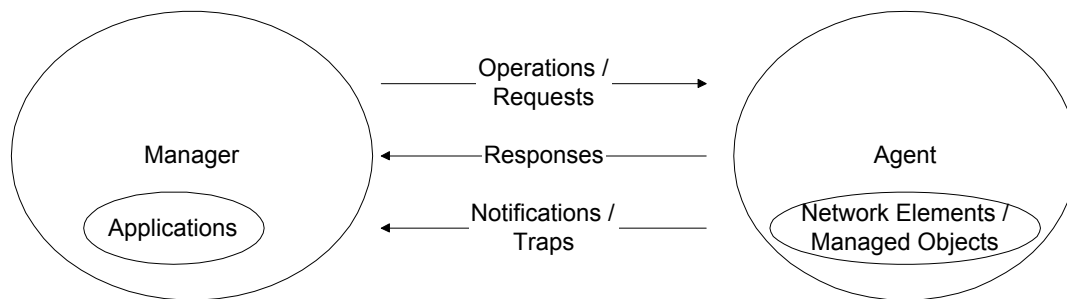 Operations /
Requests
Manager
Responses
Agent
Applications
Notifications /
Traps
Network Elements /
Managed Objects